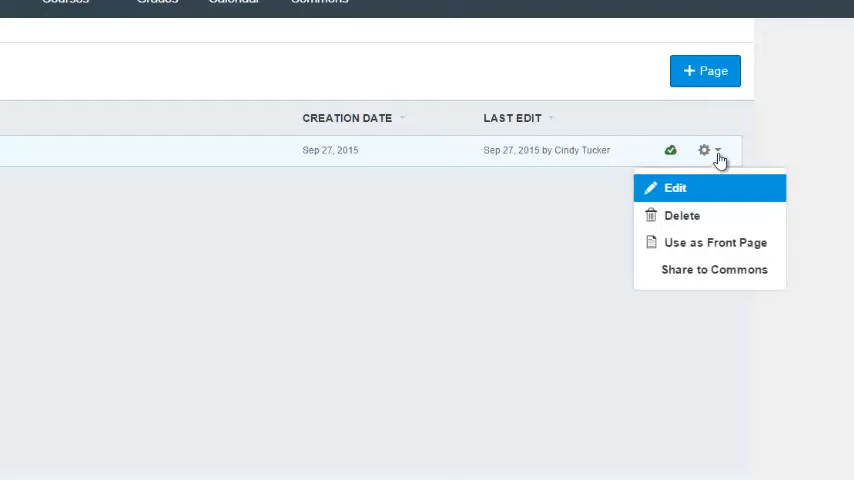 Courses Grades Calendar Commons
+ Page
CREATION DATE LAST EDIT
Sep 27, 2015 Sep 27, 2015 by Cindy Tucker
Edit
Delete
Use as Front Page
Share to Commons